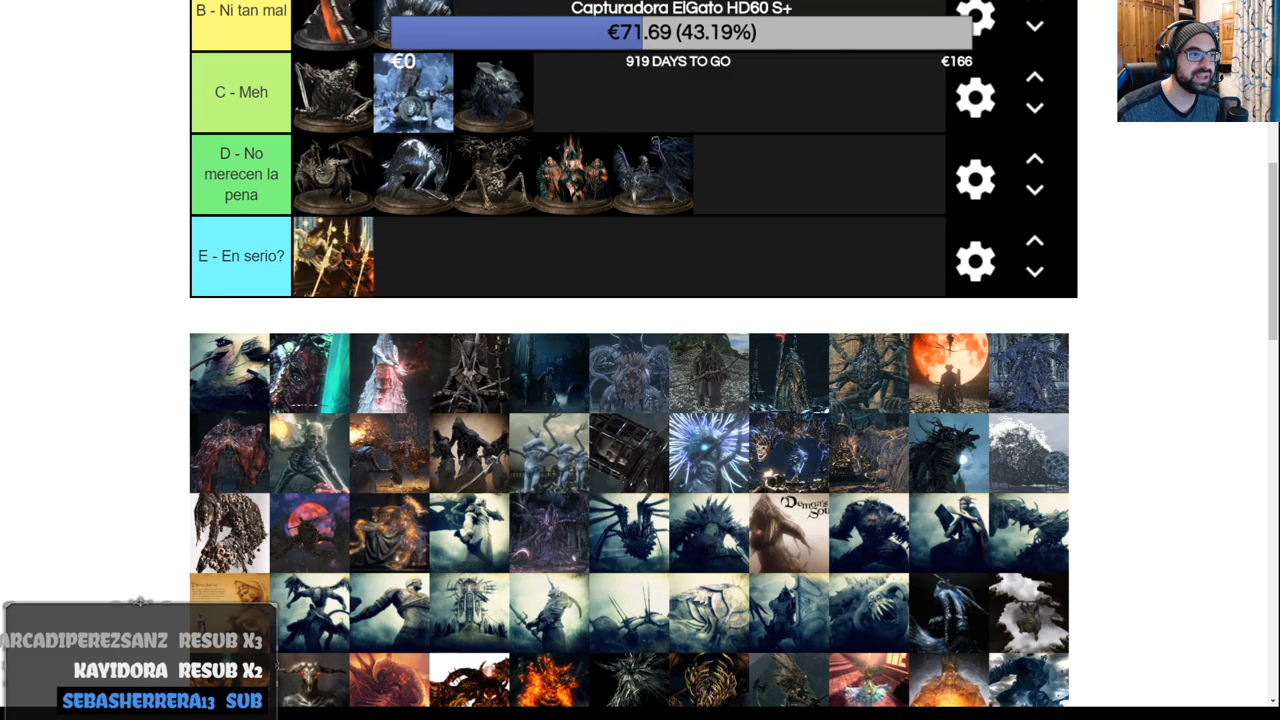 B - Ni tan mal
Capturadora ElGato HD60 S+
€71.69 (43.19%)
€0
919 DAYS TO GO
€166
C - Meh
D - No
merecen la
pena
E - En serio?
Demon's
Sou
ARCADIPEREZSANZ RESUB X3
KAYIDORA RESUB X2
SEBASHERRERA13 SUB